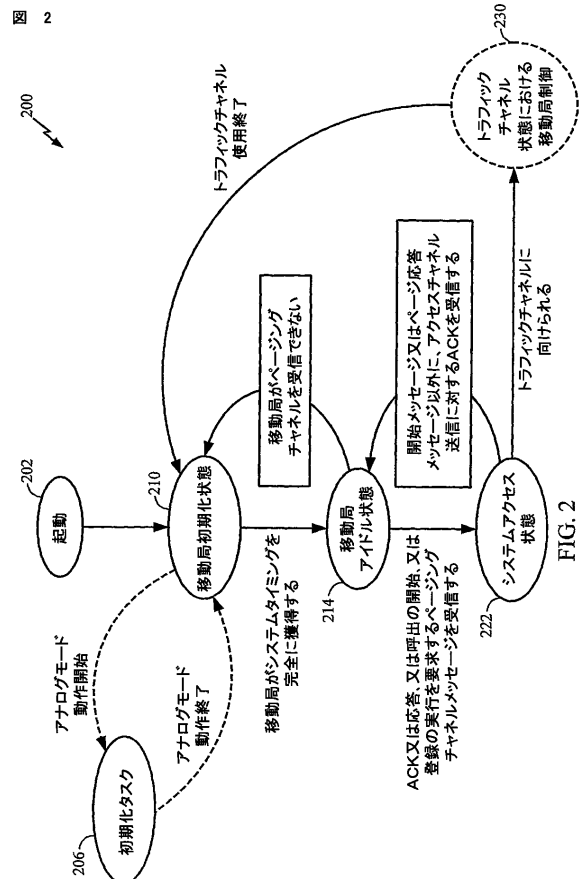 図 2
200
202
起動
アナログモード
動作開始
206
初期化タスク
アナログモード
動作終了
210
移動局初期化状態
トラフィックチャネル
使用終了
移動局がシステムタイミングを
完全に獲得する
移動局がページング
チャネルを受信できない
214
移動局
アイドル状態
ACK又は応答、又は呼出の開始、又は
登録の実行を要求するページング
チャネルメッセージを受信する
開始メッセージ又はページ応答
メッセージ以外に、アクセスチャネル
送信に対するACKを受信する
222
システムアクセス
状態
トラフィックチャネルに
向けられる
230
トラフィック
チャネル
状態における
移動局制御
FIG. 2